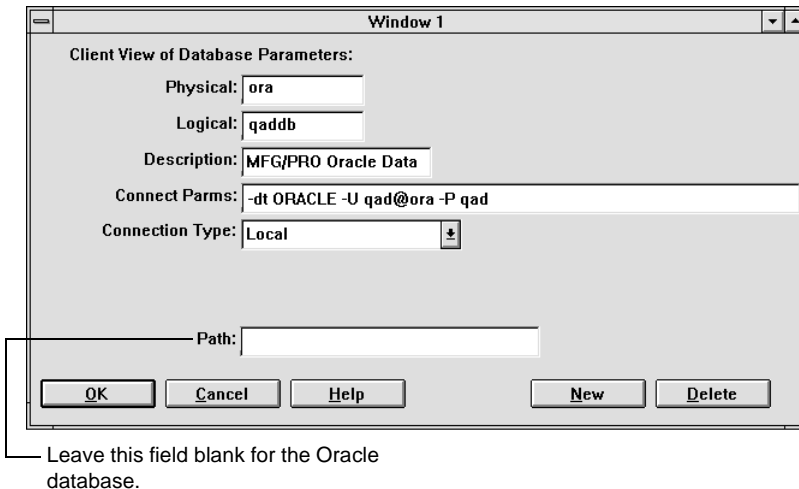 Window 1
Client View of Database Parameters:
Physical: ora
Logical: qaddb
Description: MFG/PRO Oracle Data
Connect Parms: -dt ORACLE -U qad@ora -P qad
Connection Type: Local
Path:
OK Cancel Help New Delete
Leave this field blank for the Oracle
database.